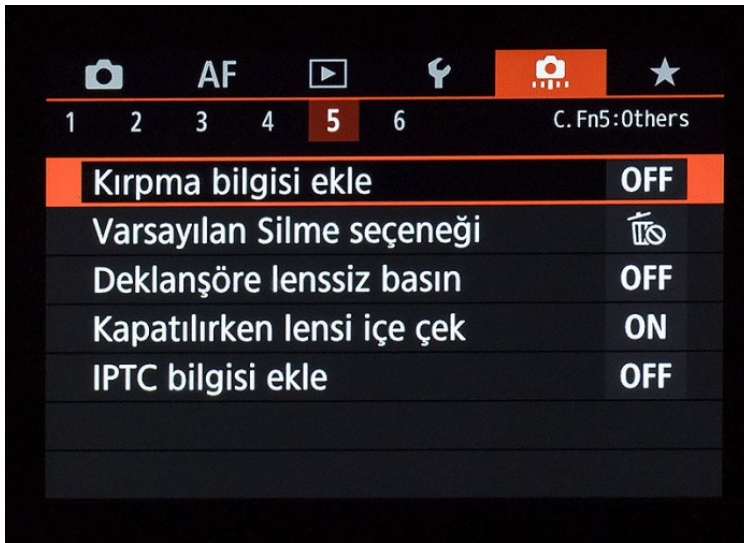 AF
1 2 3 4 5 6 C.Fn5:Others
Kırpma bilgisi ekle OFF
Varsayılan Silme seçeneği
Deklanşöre lenssiz basın OFF
Kapatılırken lensi içe çek ON
IPTC bilgisi ekle OFF